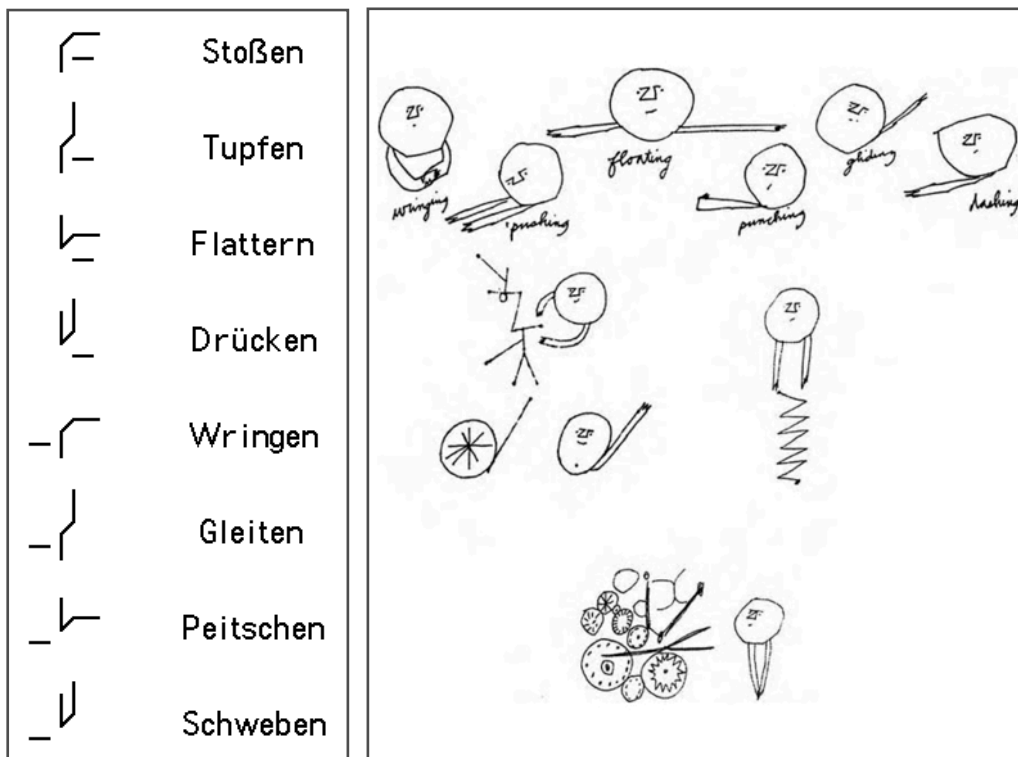 Stoßen
Tupfen
Flattern
Drücken
Wringen
Gleiten
Peitschen
Schweben
wringing
pushing
floating
punching
gliding
dashing